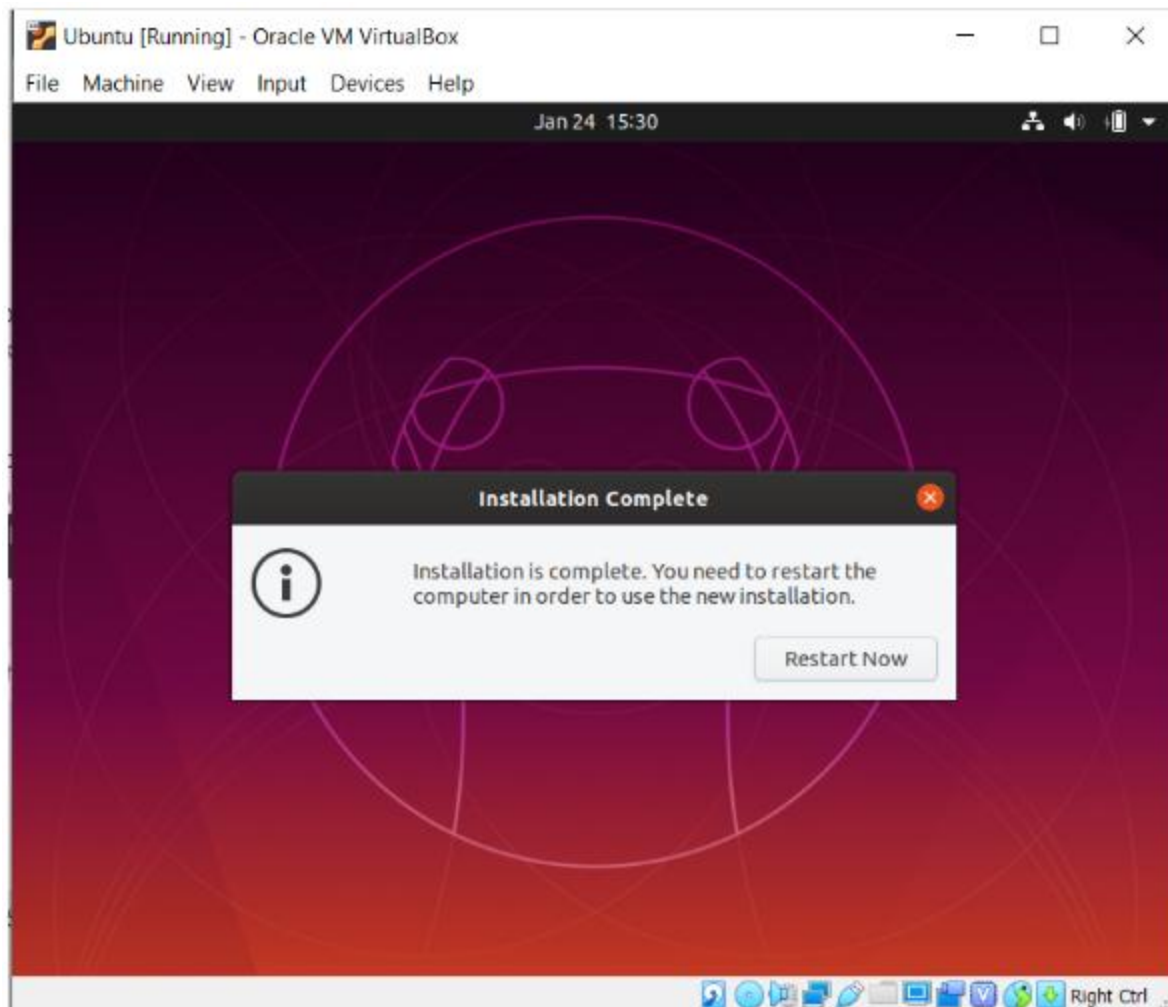 Ubuntu [Running] - Oracle VM VirtualBox
File Machine View Input Devices Help
Jan 24 15:30
Installation Complete
Installation is complete. You need to restart the
computer in order to use the new installation.
Restart Now
Right Ctrl